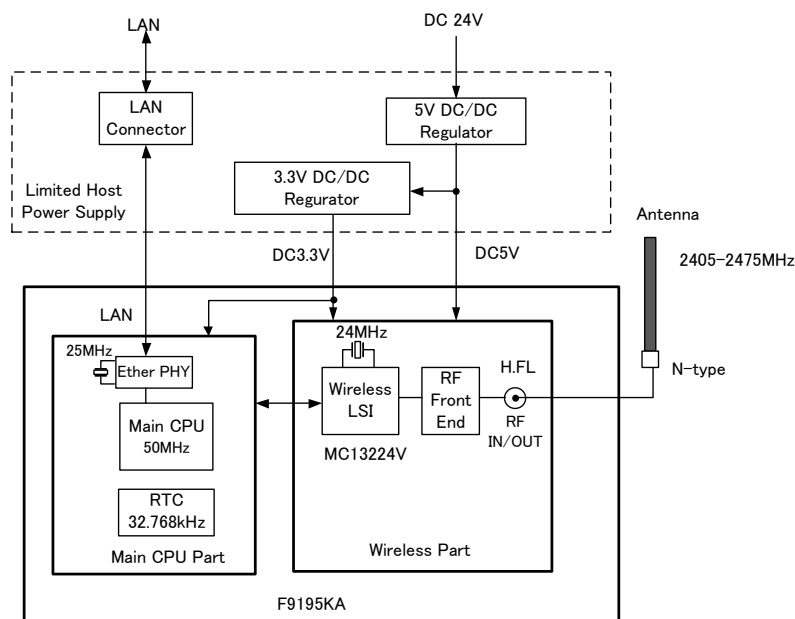 LAN
DC 24V
LAN
Connector
5V DC/DC
Regulator
3.3V DC/DC
Regurator
Limited Host
Power Supply
Antenna
DC3.3V
DC5V
2405-2475MHz
LAN
24MHz
25MHz
Ether PHY
Wireless
LSI
RF
Front
End
H.FL
N-type
Main CPU
50MHz
RF
IN/OUT
MC13224V
RTC
32.768kHz
Main CPU Part
Wireless Part
F9195KA